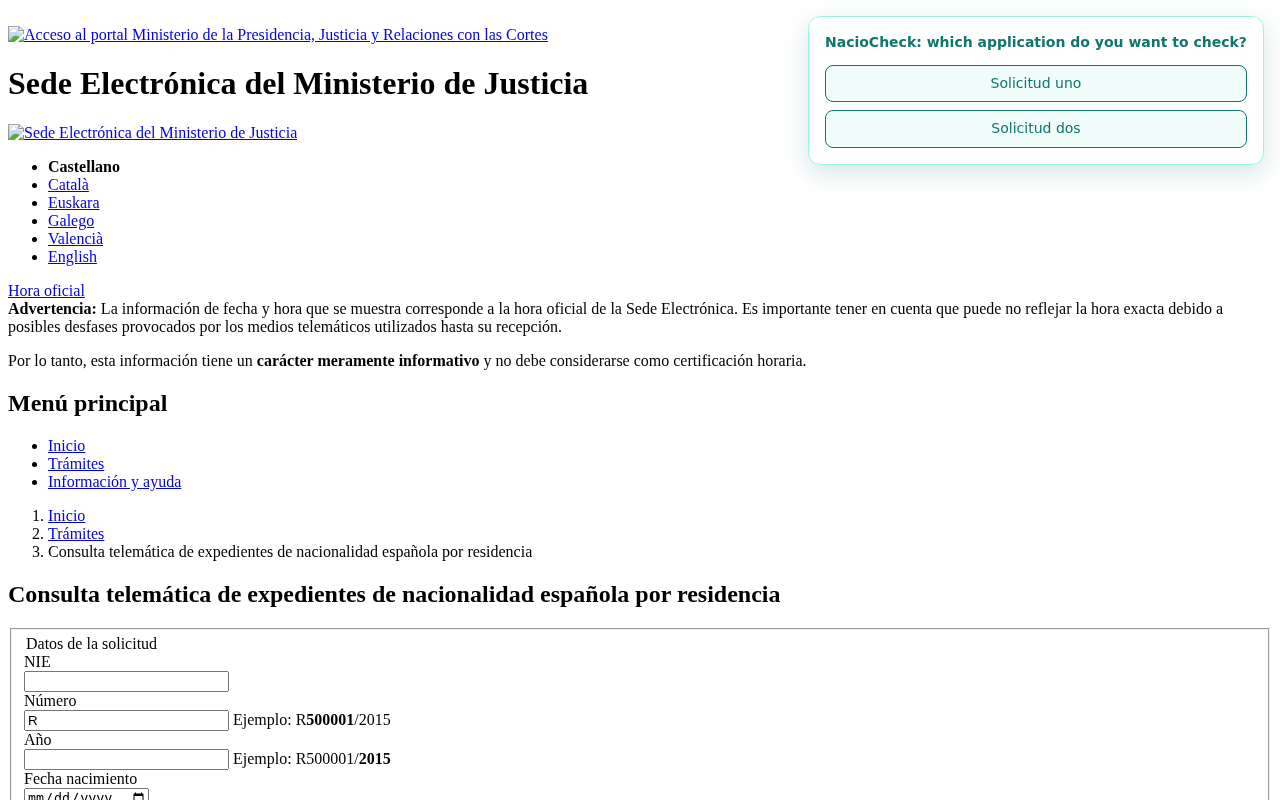 Acceso al portal Ministerio de la Presidencia, Justicia y Relaciones con las Cortes
NacioCheck: which application do you want to check?
Solicitud uno
Solicitud dos
Sede Electrónica del Ministerio de Justicia
Sede Electrónica del Ministerio de Justicia
Castellano
Català
Euskara
Galego
Valencià
English
Hora oficial
Advertencia: La información de fecha y hora que se muestra corresponde a la hora oficial de la Sede Electrónica. Es importante tener en cuenta que puede no reflejar la hora exacta debido a
posibles desfases provocados por los medios telemáticos utilizados hasta su recepción.
Por lo tanto, esta información tiene un carácter meramente informativo y no debe considerarse como certificación horaria.
Menú principal
Inicio
Trámites
Información y ayuda
1. Inicio
2. Trámites
3. Consulta telemática de expedientes de nacionalidad española por residencia
Consulta telemática de expedientes de nacionalidad española por residencia
Datos de la solicitud
NIE
Número
R Ejemplo: R500001/2015
Año
Ejemplo: R500001/2015
Fecha nacimiento
mm/dd/yyyy